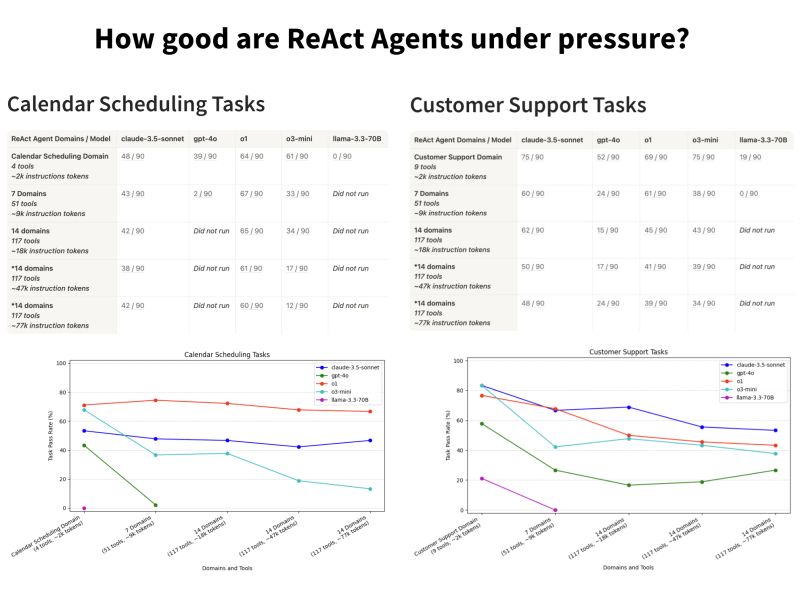 How good are ReAct Agents under pressure?
Calendar Scheduling Tasks
ReAct Agent Domains / Model claude-3.5-sonnet gpt-4o o1 o3-mini llama-3.3-70B
Calendar Scheduling Domain 48 / 90 39 / 90 64 / 90 61 / 90 0 / 90
4 tools
~2k instructions tokens
7 Domains 43 / 90 2 / 90 67 / 90 33 / 90 Did not run
51 tools
~9k instruction tokens
14 domains 42 / 90 Did not run 65 / 90 34 / 90 Did not run
117 tools
~18k instruction tokens
*14 domains 38 / 90 Did not run 61 / 90 17 / 90 Did not run
117 tools
~47k instruction tokens
*14 domains 42 / 90 Did not run 60 / 90 12 / 90 Did not run
117 tools
~77k instruction tokens
Customer Support Tasks
ReAct Agent Domains / Model claude-3.5-sonnet gpt-4o o1 o3-mini llama-3.3-70B
Customer Support Domain 75 / 90 52 / 90 69 / 90 75 / 90 19 / 90
9 tools
~2k instruction tokens
7 Domains 60 / 90 24 / 90 61 / 90 38 / 90 0 / 90
51 tools
~9k instruction tokens
14 domains 62 / 90 15 / 90 45 / 90 43 / 90 Did not run
117 tools
~18k instruction tokens
*14 domains 50 / 90 17 / 90 41 / 90 39 / 90 Did not run
117 tools
~47k instruction tokens
*14 domains 48 / 90 24 / 90 39 / 90 34 / 90 Did not run
117 tools
~77k instruction tokens
Calendar Scheduling Tasks
claude-3.5-sonnet
gpt-4o
o1
o3-mini
llama-3.3-70B
Task Pass Rate (%)
100
80
60
40
20
0
Calendar Scheduling Domain
(4 tools, ~2k tokens)
7 Domains
(51 tools, ~9k tokens)
14 Domains
(117 tools, ~18k tokens)
14 Domains
(117 tools, ~47k tokens)
14 Domains
(117 tools, ~77k tokens)
Domains and Tools
Customer Support Tasks
claude-3.5-sonnet
gpt-4o
o1
o3-mini
llama-3.3-70B
Task Pass Rate (%)
100
80
60
40
20
0
Customer Support Domain
(9 tools, ~2k tokens)
7 Domains
(51 tools, ~9k tokens)
14 Domains
(117 tools, ~18k tokens)
14 Domains
(117 tools, ~47k tokens)
14 Domains
(117 tools, ~77k tokens)
Domains and Tools